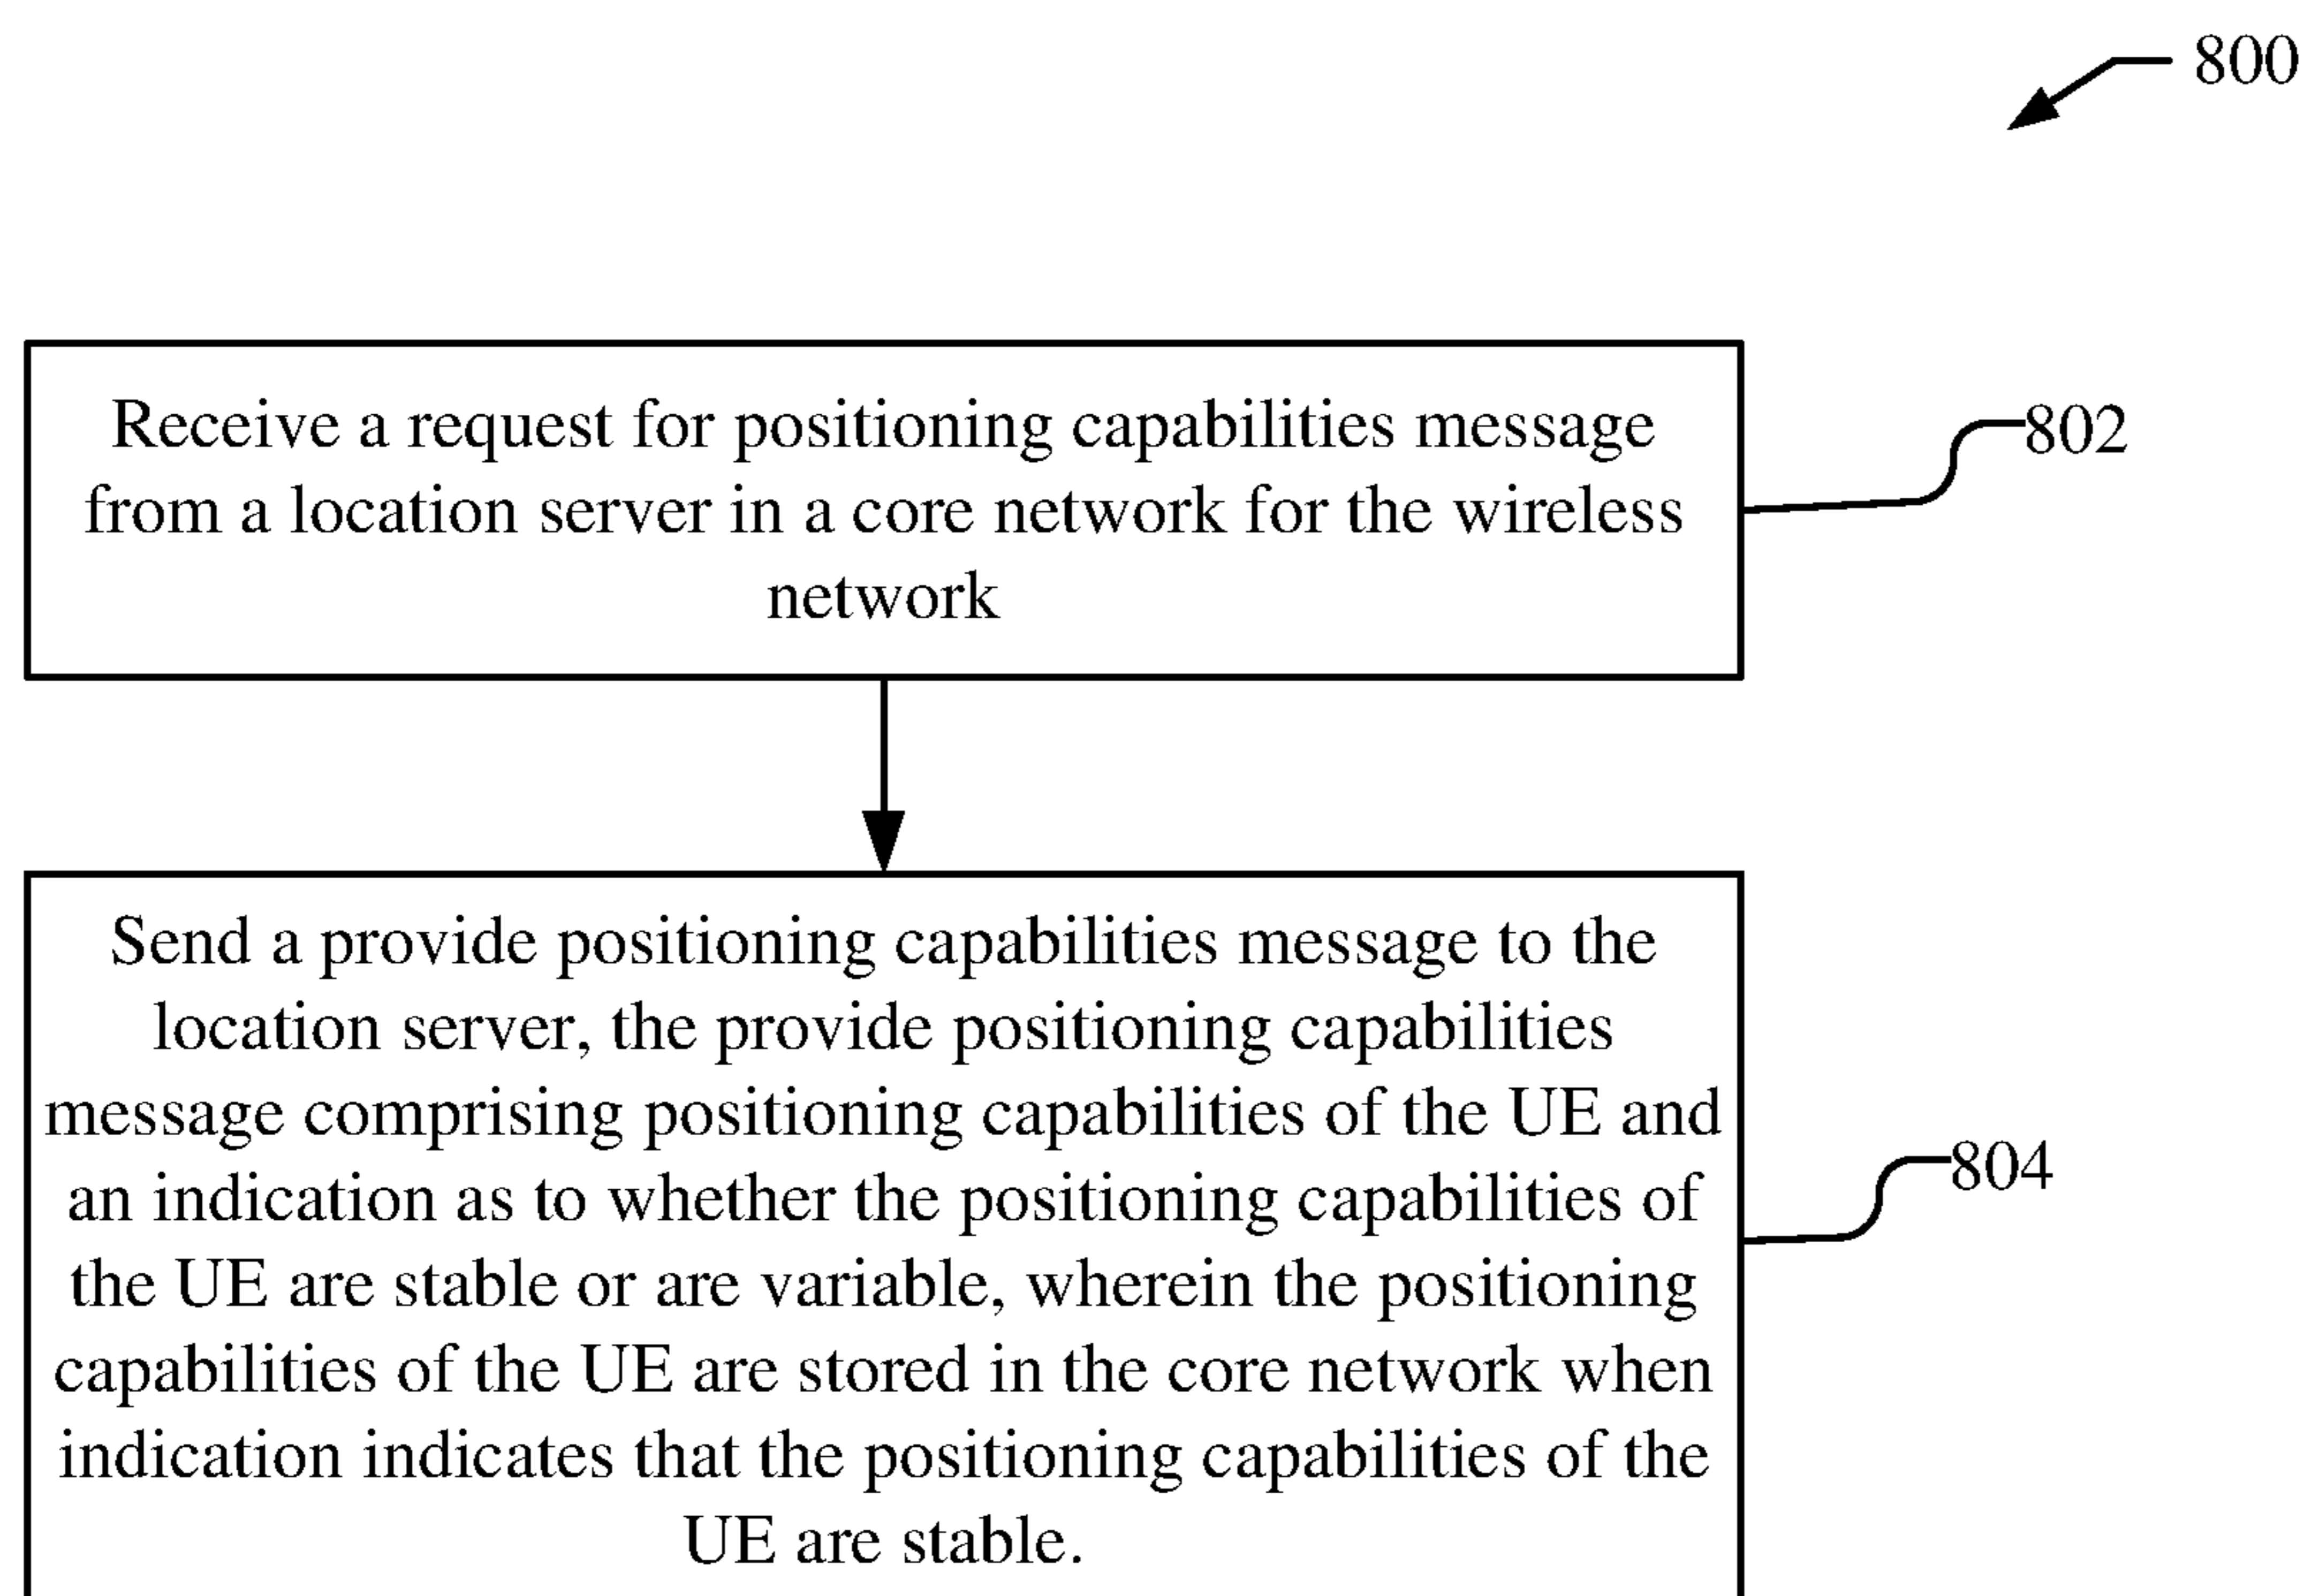 800
Receive a request for positioning capabilities message
from a location server in a core network for the wireless
network
802
Send a provide positioning capabilities message to the
location server, the provide positioning capabilities
message comprising positioning capabilities of the UE and
an indication as to whether the positioning capabilities of
the UE are stable or are variable, wherein the positioning
capabilities of the UE are stored in the core network when
indication indicates that the positioning capabilities of the
UE are stable.
804